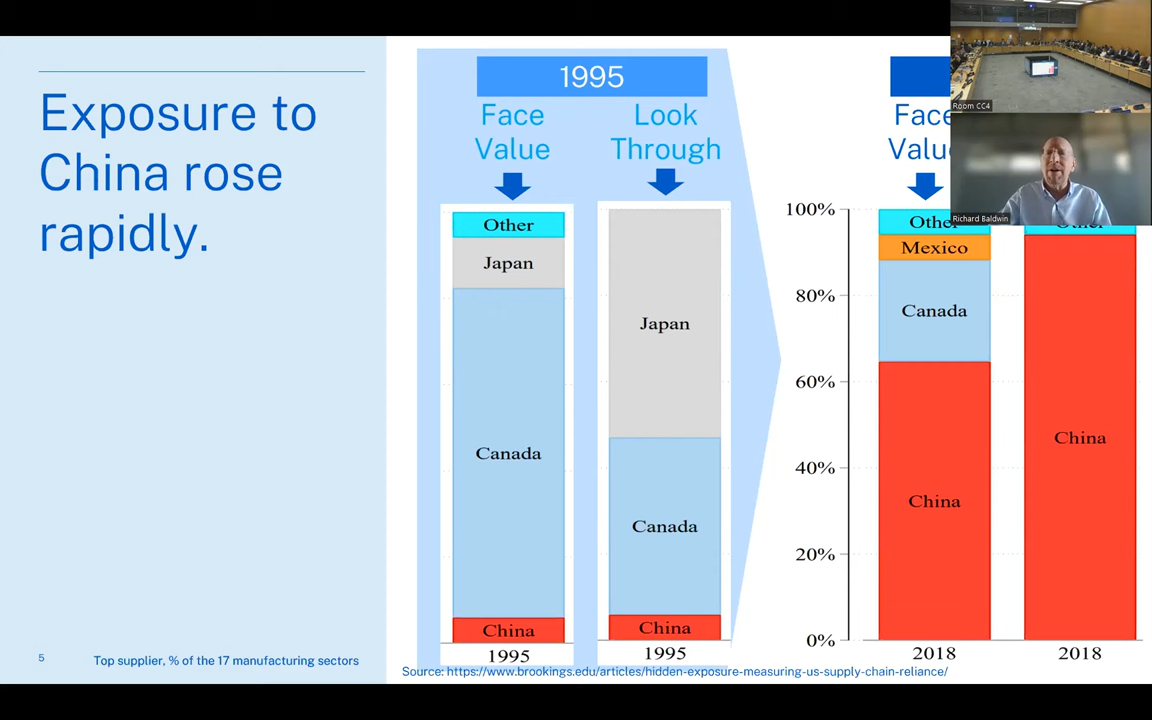 Exposure to
China rose
rapidly.
5
Top supplier, % of the 17 manufacturing sectors
1995
Face
Value
Look
Through
Other
Japan
Canada
China
1995
Japan
Canada
China
1995
Face
Value
100%
80%
60%
40%
20%
0%
Other
Mexico
Canada
China
2018
Other
China
2018
Source: https://www.brookings.edu/articles/hidden-exposure-measuring-us-supply-chain-reliance/
Room CC4
Richard Baldwin